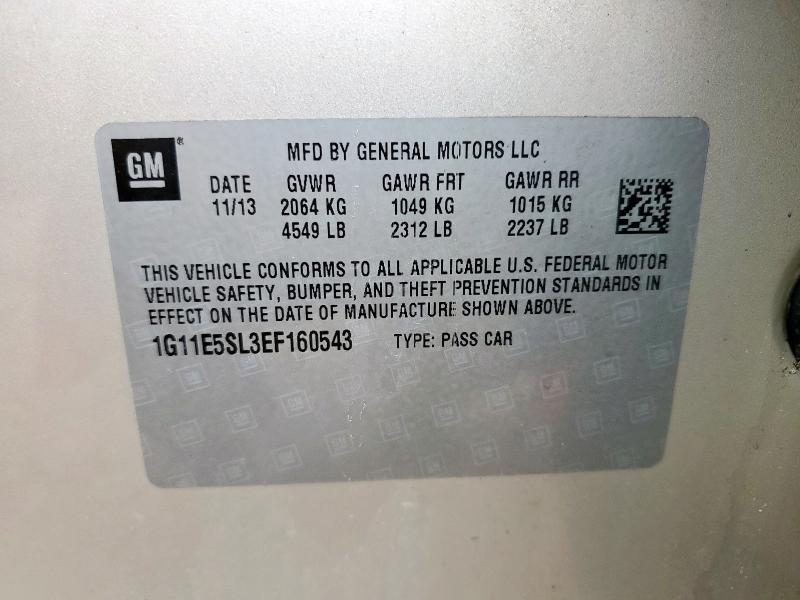 GM®
MFD BY GENERAL MOTORS LLC
DATE GVWR GAWR FRT GAWR RR
11/13 2064 KG 1049 KG 1015 KG
4549 LB 2312 LB 2237 LB
THIS VEHICLE CONFORMS TO ALL APPLICABLE U.S. FEDERAL MOTOR
VEHICLE SAFETY, BUMPER, AND THEFT PREVENTION STANDARDS IN
EFFECT ON THE DATE OF MANUFACTURE SHOWN ABOVE.
1G11E5SL3EF160543 TYPE: PASS CAR